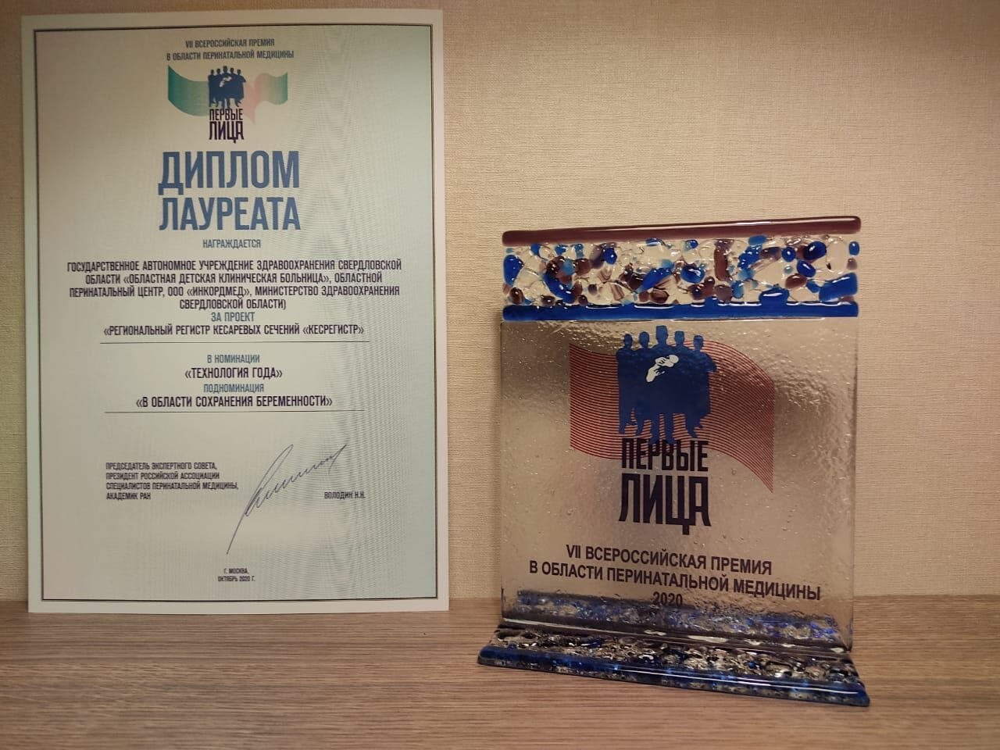 VII ВСЕРОССИЙСКАЯ ПРЕМИЯ
В ОБЛАСТИ ПЕРИНАТАЛЬНОЙ МЕДИЦИНЫ
ПЕРВЫЕ
ЛИЦА
ДИПЛОМ
ЛАУРЕАТА
НАГРАЖДАЕТСЯ
ГОСУДАРСТВЕННОЕ АВТОНОМНОЕ УЧРЕЖДЕНИЕ ЗДРАВООХРАНЕНИЯ СВЕРДЛОВСКОЙ
ОБЛАСТИ «ОБЛАСТНАЯ ДЕТСКАЯ КЛИНИЧЕСКАЯ БОЛЬНИЦА», ОБЛАСТНОЙ
ПЕРИНАТАЛЬНЫЙ ЦЕНТР, ООО «ИНКОРДМЕД», МИНИСТЕРСТВО ЗДРАВООХРАНЕНИЯ
СВЕРДЛОВСКОЙ ОБЛАСТИ)
ЗА ПРОЕКТ
«РЕГИОНАЛЬНЫЙ РЕГИСТР КЕСАРЕВЫХ СЕЧЕНИЙ «КЕСРЕГИСТР»
В НОМИНАЦИИ
«ТЕХНОЛОГИЯ ГОДА»
ПОДНОМИНАЦИЯ
«В ОБЛАСТИ СОХРАНЕНИЯ БЕРЕМЕННОСТИ»
ПРЕДСЕДАТЕЛЬ ЭКСПЕРТНОГО СОВЕТА,
ПРЕЗИДЕНТ РОССИЙСКОЙ АССОЦИАЦИИ
СПЕЦИАЛИСТОВ ПЕРИНАТАЛЬНОЙ МЕДИЦИНЫ,
АКАДЕМИК РАН
ВОЛОДИН Н.Н.
Г. МОСКВА,
ОКТЯБРЬ 2020 Г.
ПЕРВЫЕ
ЛИЦА
VII ВСЕРОССИЙСКАЯ ПРЕМИЯ
В ОБЛАСТИ ПЕРИНАТАЛЬНОЙ МЕДИЦИНЫ
2020